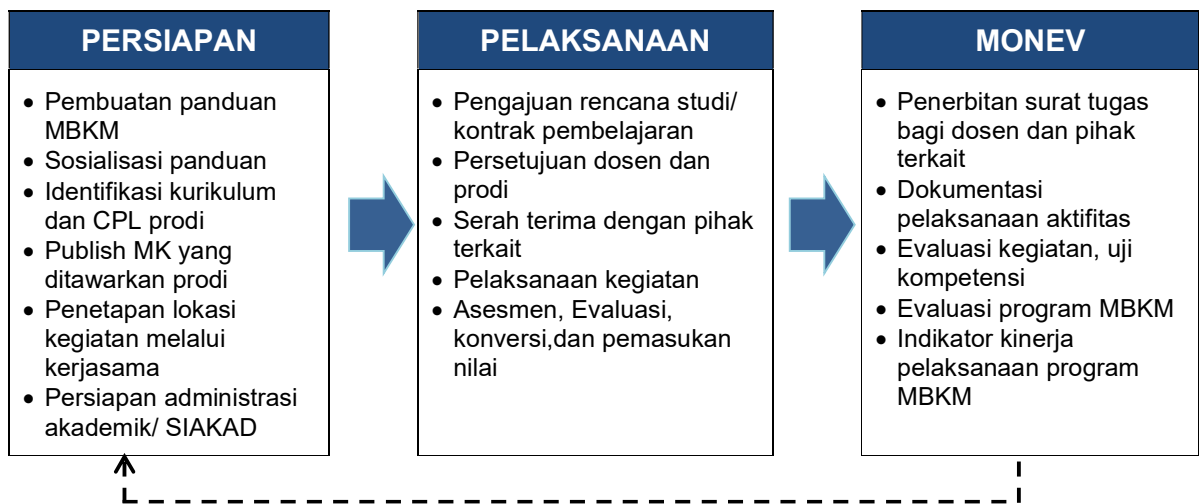 PERSIAPAN
• Pembuatan panduan
MBKM
• Sosialisasi panduan
• Identifikasi kurikulum
dan CPL prodi
• Publish MK yang
ditawarkan prodi
• Penetapan lokasi
kegiatan melalui
kerjasama
• Persiapan administrasi
akademik/ SIAKAD
PELAKSANAAN
• Pengajuan rencana studi/
kontrak pembelajaran
• Persetujuan dosen dan
prodi
• Serah terima dengan pihak
terkait
• Pelaksanaan kegiatan
• Asesmen, Evaluasi,
konversi,dan pemasukan
nilai
MONEV
• Penerbitan surat tugas
bagi dosen dan pihak
terkait
• Dokumentasi
pelaksanaan aktifitas
• Evaluasi kegiatan, uji
kompetensi
• Evaluasi program MBKM
• Indikator kinerja
pelaksanaan program
MBKM